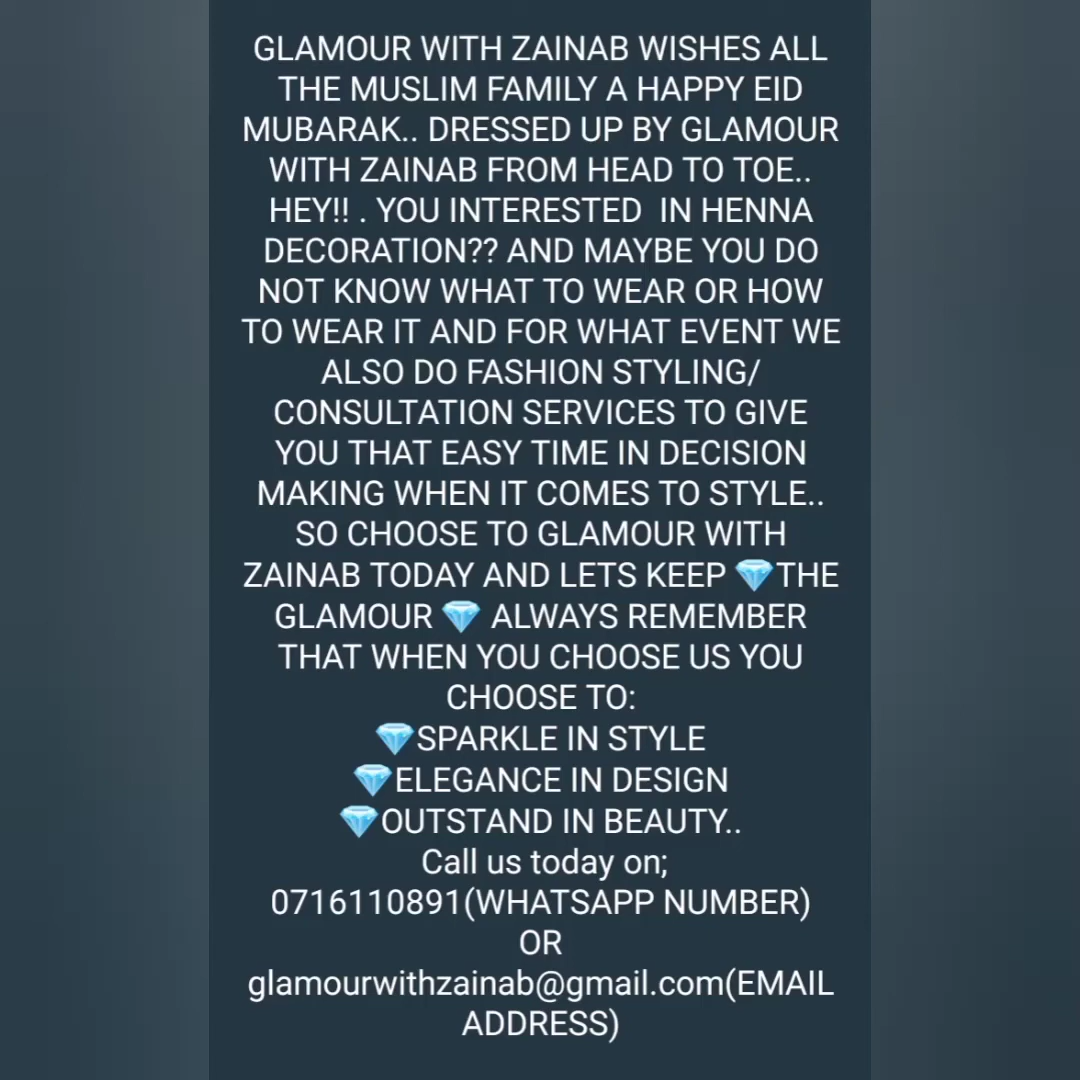 GLAMOUR WITH ZAINAB WISHES ALL
THE MUSLIM FAMILY A HAPPY EID
MUBARAK.. DRESSED UP BY GLAMOUR
WITH ZAINAB FROM HEAD TO TOE..
HEY!! . YOU INTERESTED  IN HENNA
DECORATION?? AND MAYBE YOU DO
NOT KNOW WHAT TO WEAR OR HOW
TO WEAR IT AND FOR WHAT EVENT WE
ALSO DO FASHION STYLING/
CONSULTATION SERVICES TO GIVE
YOU THAT EASY TIME IN DECISION
MAKING WHEN IT COMES TO STYLE..
SO CHOOSE TO GLAMOUR WITH
ZAINAB TODAY AND LETS KEEP 💎THE
GLAMOUR 💎 ALWAYS REMEMBER
THAT WHEN YOU CHOOSE US YOU
CHOOSE TO:
💎SPARKLE IN STYLE
💎ELEGANCE IN DESIGN
💎OUTSTAND IN BEAUTY..
Call us today on;
0716110891(WHATSAPP NUMBER)
OR
glamourwithzainab@gmail.com(EMAIL
ADDRESS)